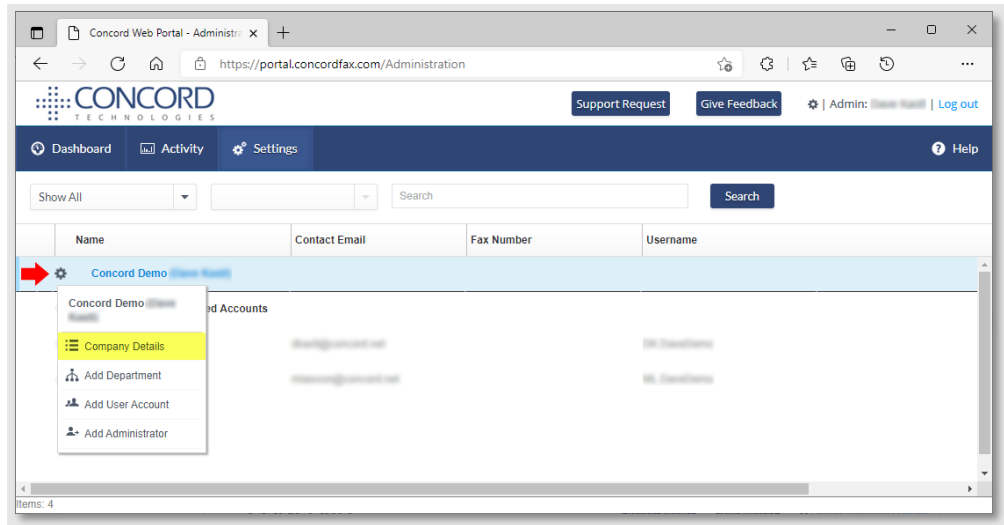 Concord Web Portal - Administra
https://portal.concordfax.com/Administration
CONCORD
TECHNOLOGIES
Support Request
Give Feedback
| Admin:
| Log out
Dashboard
Activity
Settings
Help
Show All
Search
Search
Name
Contact Email
Fax Number
Username
Concord Demo
Concord Demo
ed Accounts
Company Details
Add Department
Add User Account
Add Administrator
Items: 4